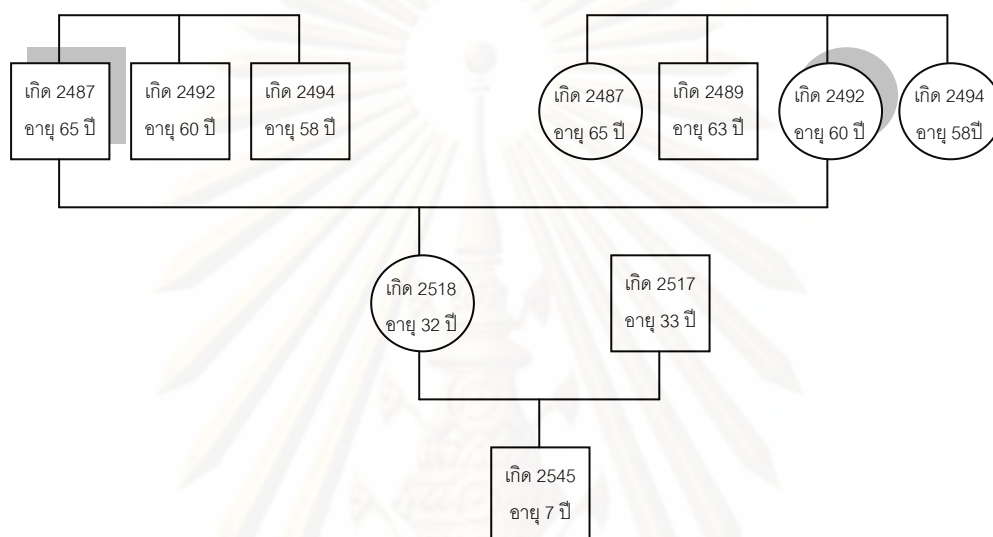 เกิด 2487
อายุ 65 ปี
เกิด 2492
อายุ 60 ปี
เกิด 2494
อายุ 58 ปี
เกิด 2487
อายุ 65 ปี
เกิด 2489
อายุ 63 ปี
เกิด 2492
อายุ 60 ปี
เกิด 2494
อายุ 58ปี
เกิด 2518
อายุ 32 ปี
เกิด 2517
อายุ 33 ปี
เกิด 2545
อายุ 7 ปี